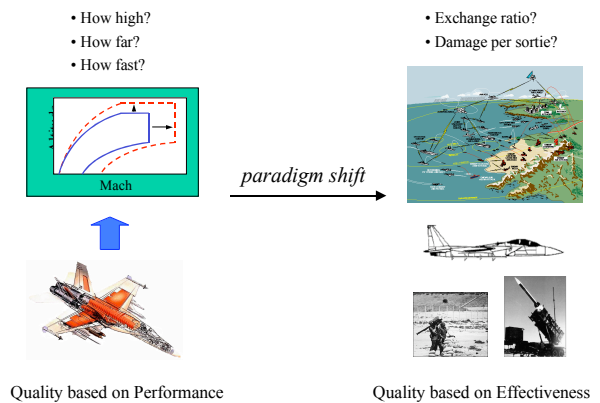 • How high?
• How far?
• How fast?
Mach
Quality based on Performance
paradigm shift
• Exchange ratio?
• Damage per sortie?
Quality based on Effectiveness